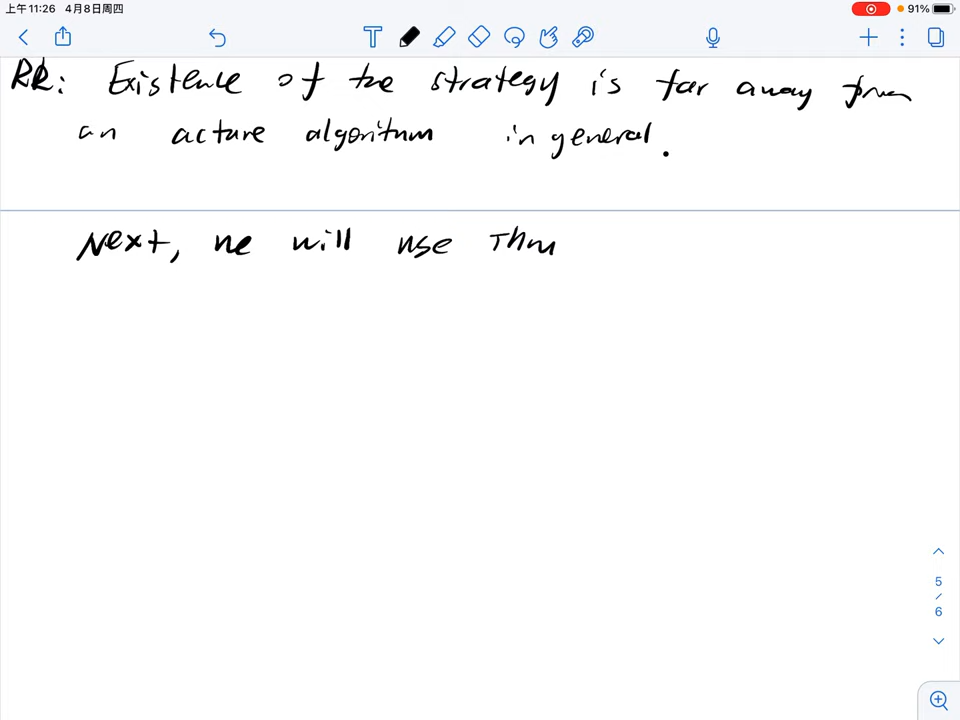 上午11:26 4月8日周四
91%
RK: Existence of the strategy is far away from
an acture algoritum in general.
Next, we will use Thm
5
/
6